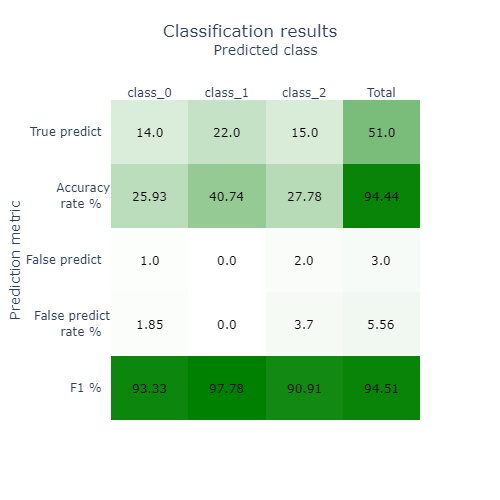 Classification results
Predicted class
class_0 class_1 class_2 Total
True predict 14.0 22.0 15.0 51.0
Accuracy
rate % 25.93 40.74 27.78 94.44
False predict 1.0 0.0 2.0 3.0
False predict
rate % 1.85 0.0 3.7 5.56
F1 % 93.33 97.78 90.91 94.51
Prediction metric